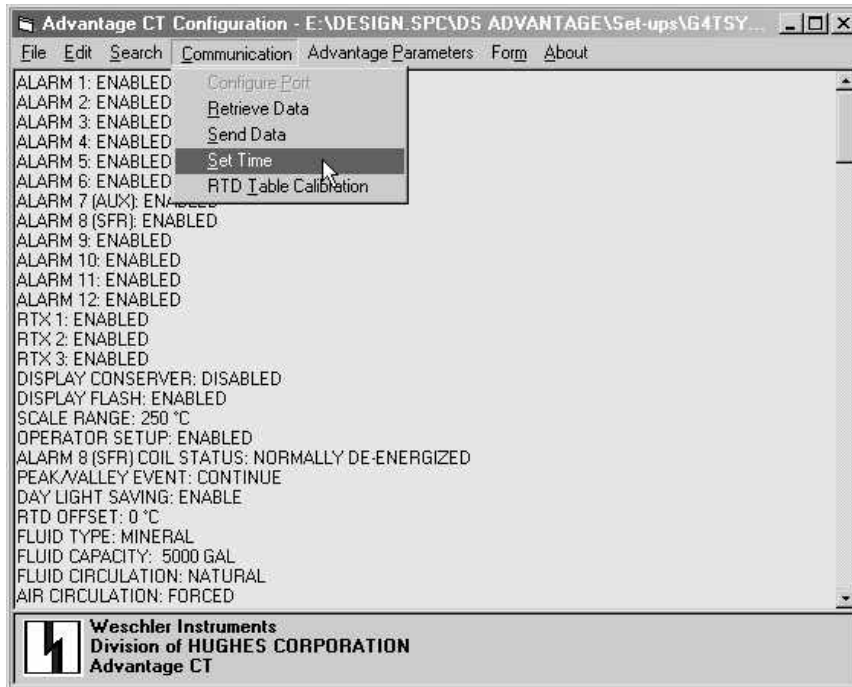 Advantage CT Configuration - E:\DESIGN.SPC\DS ADVANTAGE\Set-ups\G4TSY...
File Edit Search Communication Advantage Parameters Form About
Configure Port
Retrieve Data
Send Data
Set Time
RTD Table Calibration
ALARM 1: ENABLED
ALARM 2: ENABLED
ALARM 3: ENABLED
ALARM 4: ENABLED
ALARM 5: ENABLED
ALARM 6: ENABLED
ALARM 7 (AUX): ENABLED
ALARM 8 (SFR): ENABLED
ALARM 9: ENABLED
ALARM 10: ENABLED
ALARM 11: ENABLED
ALARM 12: ENABLED
RTX 1: ENABLED
RTX 2: ENABLED
RTX 3: ENABLED
DISPLAY CONSERVER: DISABLED
DISPLAY FLASH: ENABLED
SCALE RANGE: 250 °C
OPERATOR SETUP: ENABLED
ALARM 8 (SFR) COIL STATUS: NORMALLY DE-ENERGIZED
PEAK/VALLEY EVENT: CONTINUE
DAY LIGHT SAVING: ENABLE
RTD OFFSET: 0 °C
FLUID TYPE: MINERAL
FLUID CAPACITY: 5000 GAL
FLUID CIRCULATION: NATURAL
AIR CIRCULATION: FORCED
Weschler Instruments
Division of HUGHES CORPORATION
Advantage CT